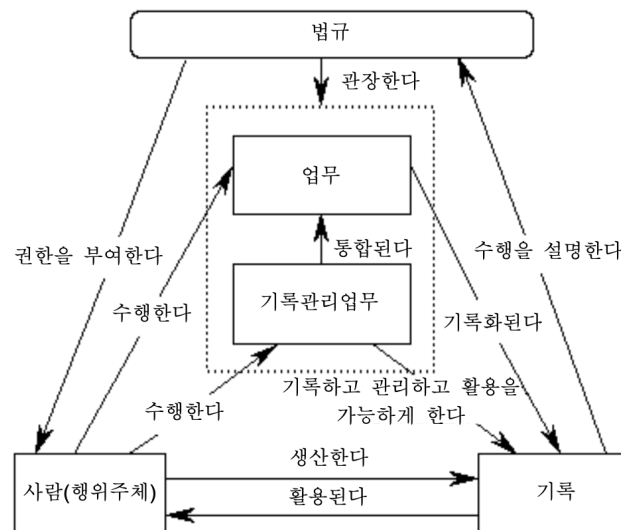 법규
관장한다
업무
권한을 부여한다
통합된다
수행을 설명한다
수행한다
기록관리업무
기록화된다
수행한다
기록하고 관리하고 활용을
가능하게 한다
생산한다
사람(행위주체)
활용된다
기록